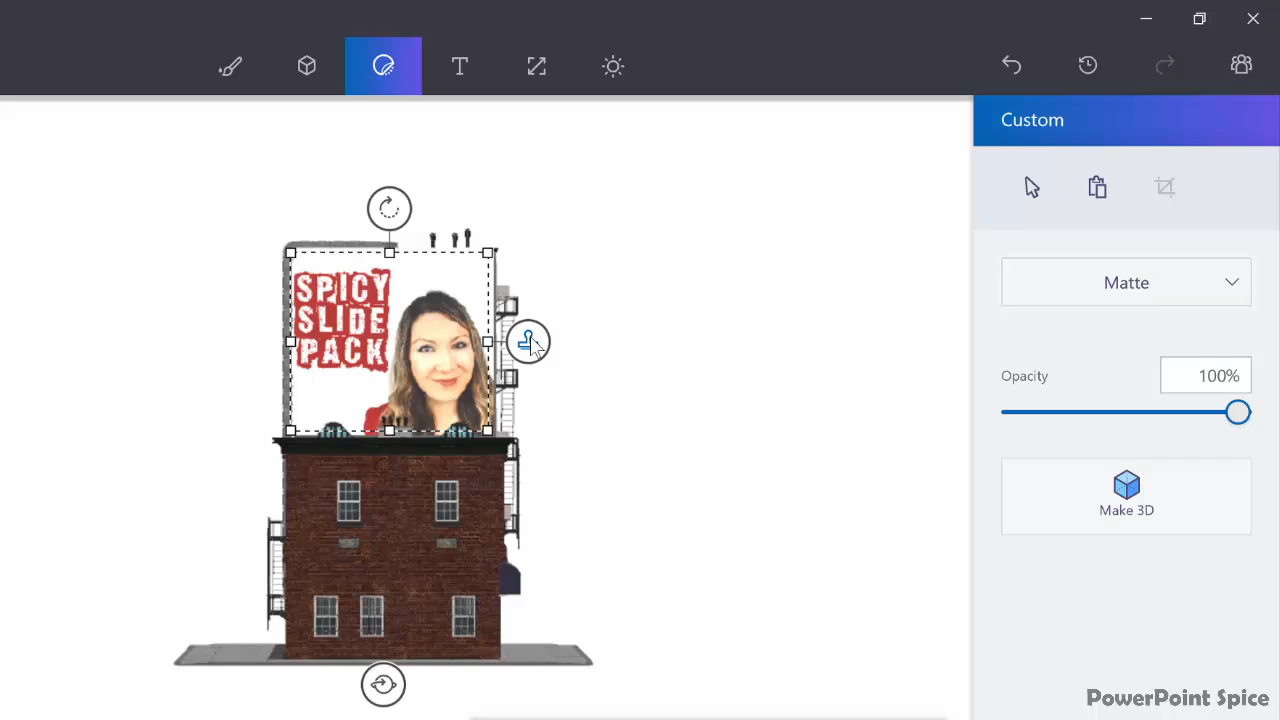 Custom
Matte
Opacity
100%
Make 3D
SPICY
SLIDE
PACK
PowerPoint Spice